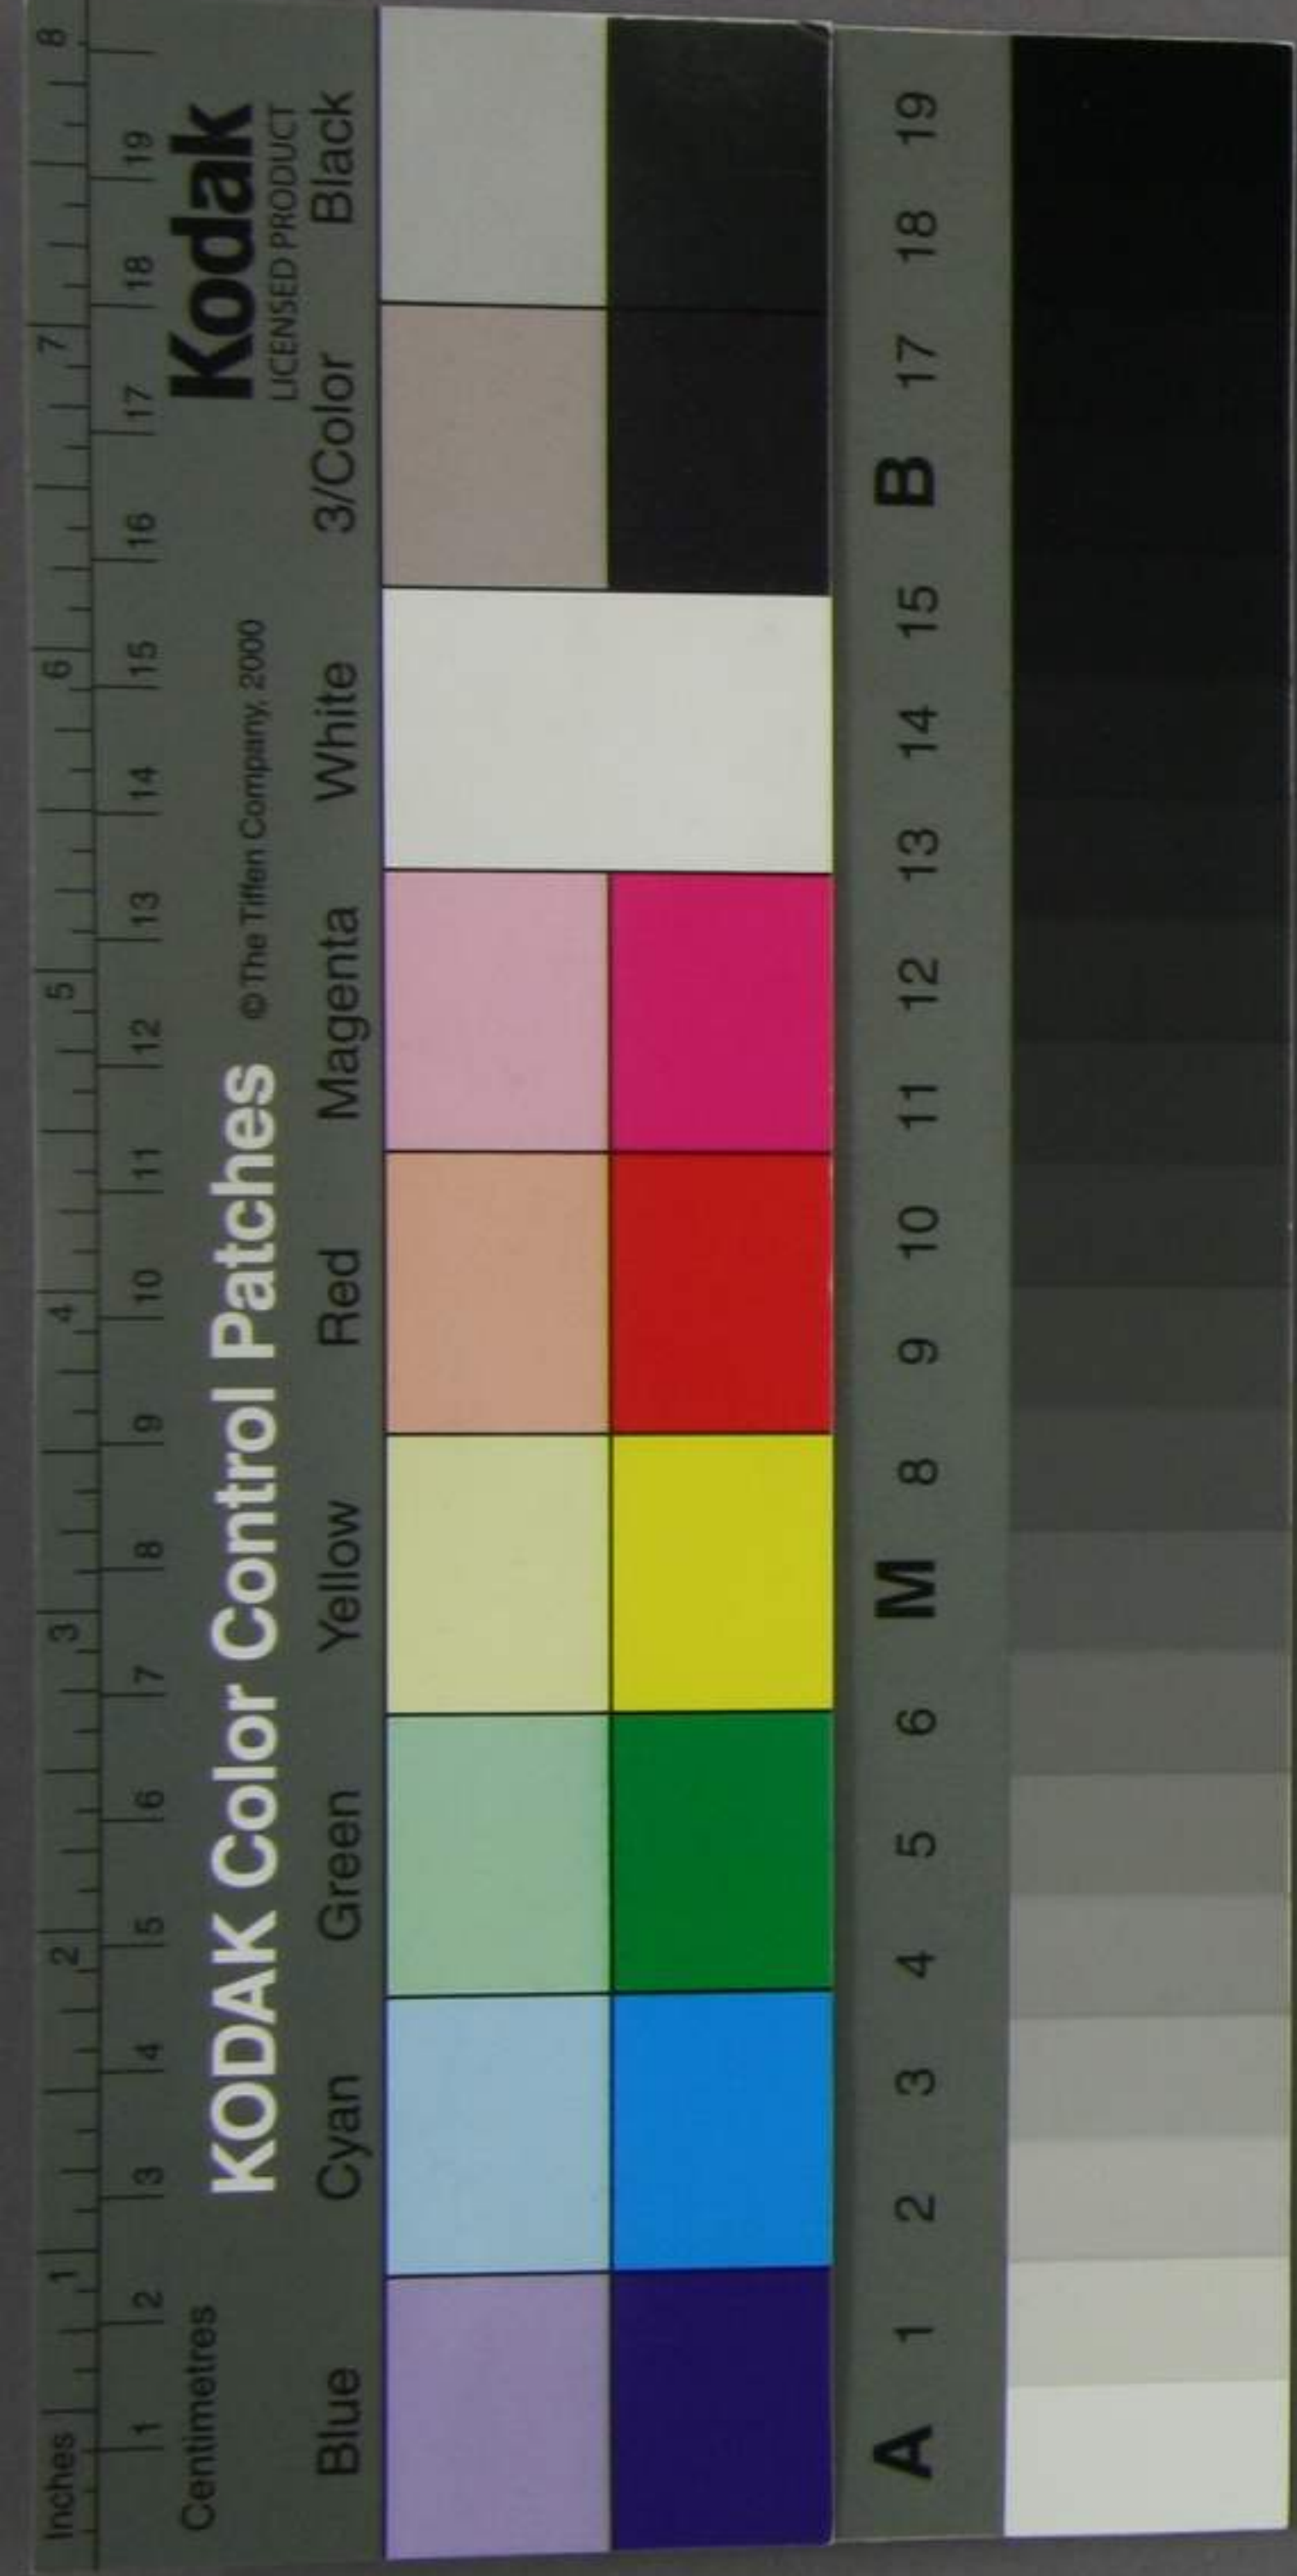 Inches 1 2 3 4 5 6 7 8
1 2 3 4 5 6 7 8 9 10 11 12 13 14 15 16 17 18 19
Centimetres
KODAK Color Control Patches © The Tiffen Company, 2000 Kodak
LICENSED PRODUCT
Blue Cyan Green Yellow Red Magenta White 3/Color Black
A 1 2 3 4 5 6 M 8 9 10 11 12 13 14 15 B 17 18 19